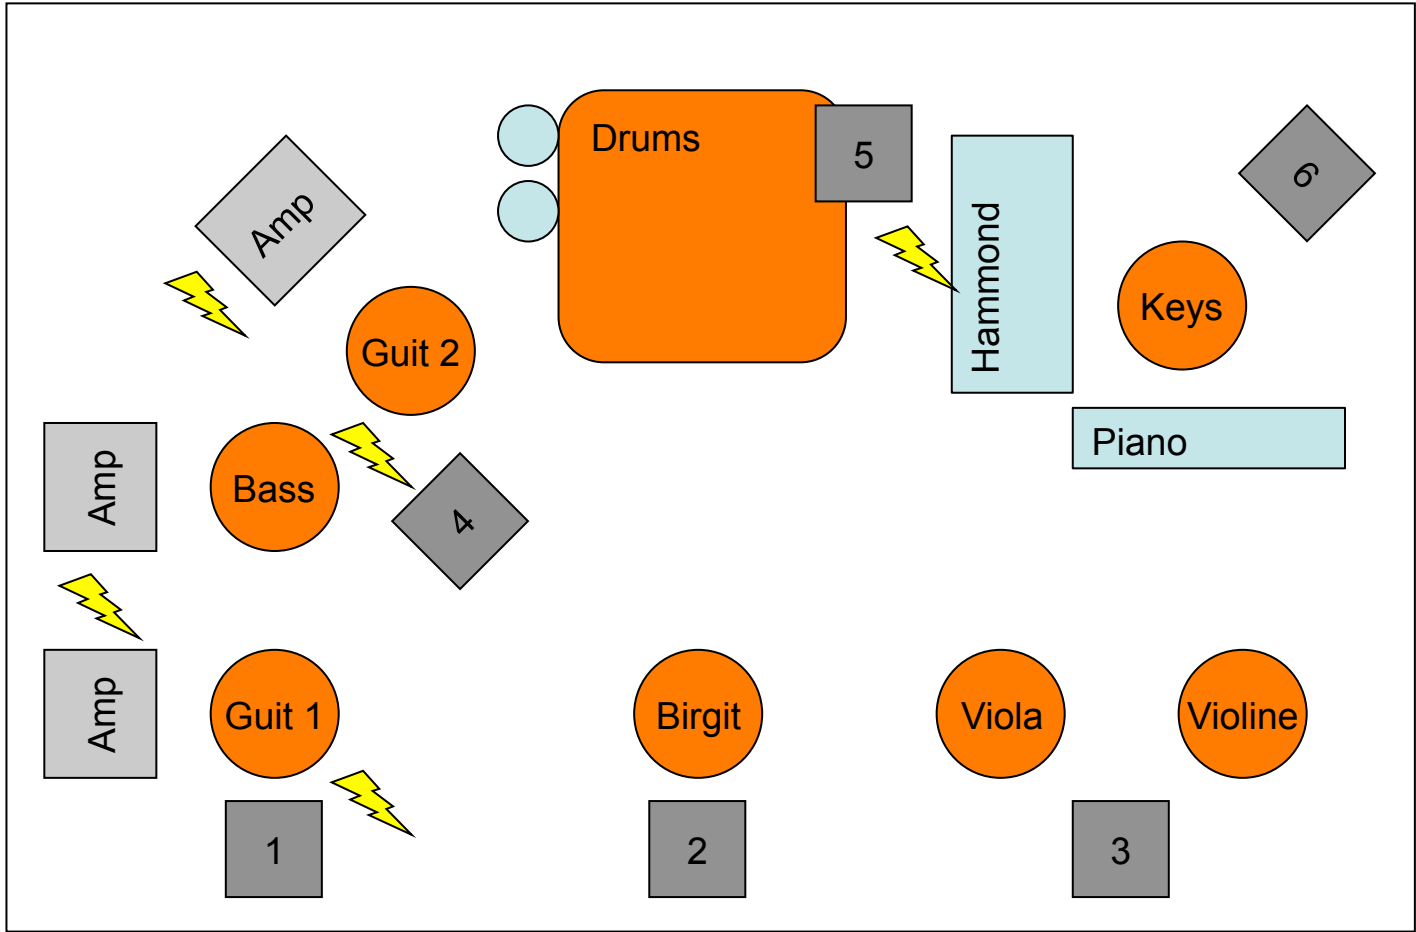 Drums
5
6
Amp
Hammond
Keys
Guit 2
Piano
Amp
Bass
4
Amp
Guit 1
Birgit
Viola
Violine
1
2
3